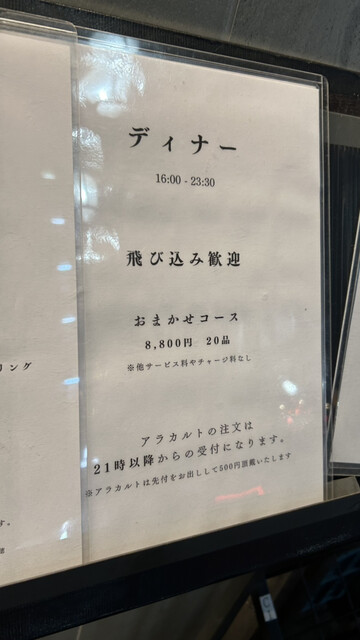 ディナー
16:00 - 23:30
飛び込み歓迎
おまかせコース
8,800円 20品
※他サービス料やチャージ料なし
アラカルトの注文は
21時以降からの受付になります。
※アラカルトは先付をお出しして500円頂戴いたします
リング
す。